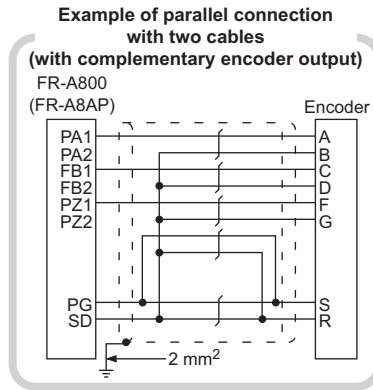 Example of parallel connection
with two cables
(with complementary encoder output)
FR-A800
(FR-A8AP)
Encoder
PA1
A
PA2
B
FB1
C
FB2
D
PZ1
F
PZ2
G
PG
S
SD
R
2 mm²